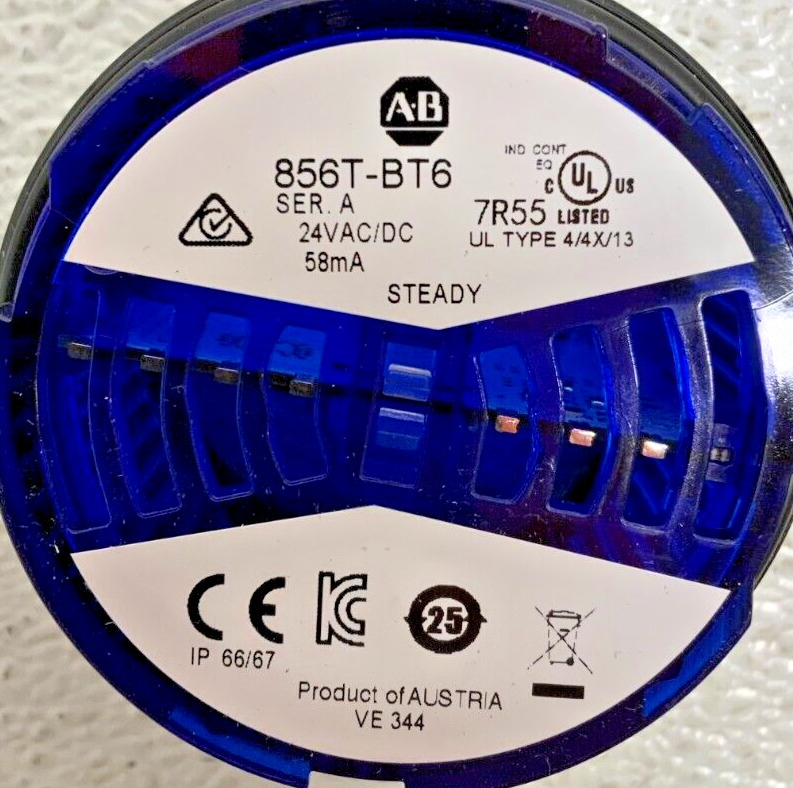 A-B
856T-BT6
SER. A
24VAC/DC
58mA
IND CONT
EQ
C UL US
7R55 LISTED
UL TYPE 4/4X/13
STEADY
CE KC 25
IP 66/67
Product of AUSTRIA
VE 344